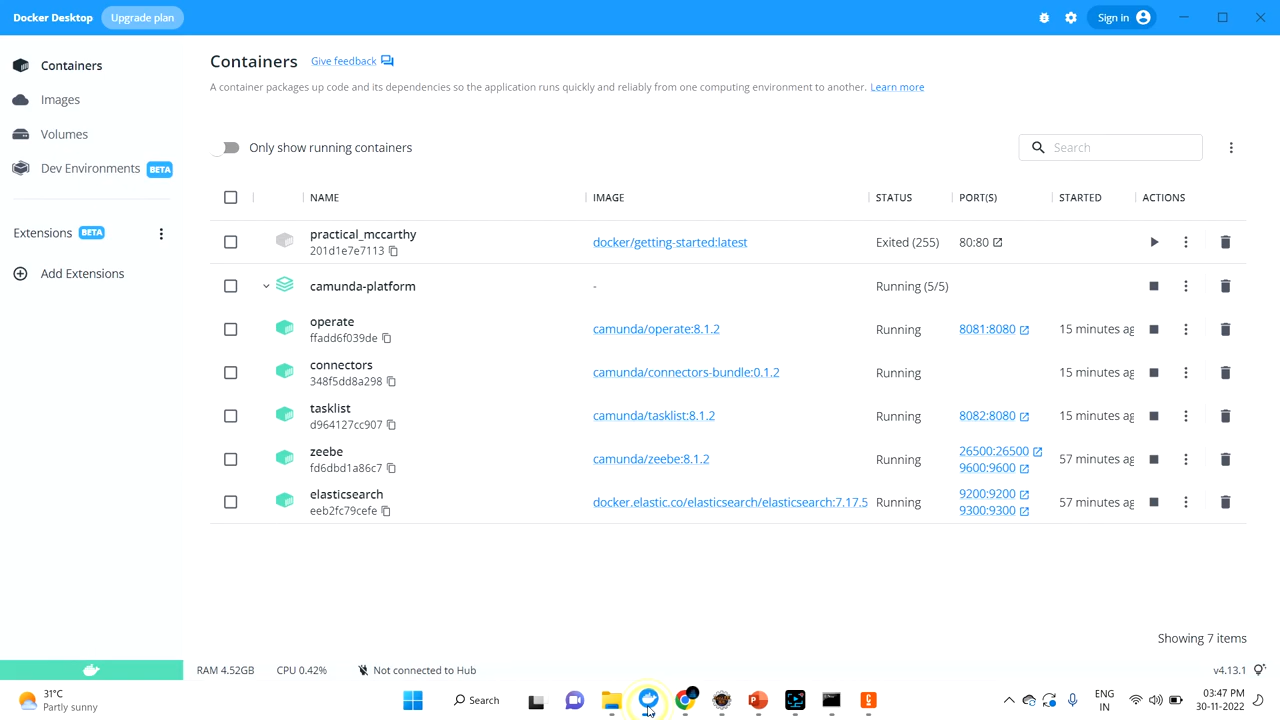 Docker Desktop Upgrade plan Sign in
Containers
Images
Volumes
Dev Environments BETA
Extensions BETA
Add Extensions
Containers Give feedback
A container packages up code and its dependencies so the application runs quickly and reliably from one computing environment to another. Learn more
Only show running containers Search
NAME IMAGE STATUS PORT(S) STARTED ACTIONS
practical_mccarthy
201d1e7e7113
docker/getting-started:latest Exited (255) 80:80
camunda-platform - Running (5/5)
operate
ffadd6f039de
camunda/operate:8.1.2 Running 8081:8080 15 minutes ag
connectors
348f5dd8a298
camunda/connectors-bundle:0.1.2 Running 15 minutes ag
tasklist
d964127cc907
camunda/tasklist:8.1.2 Running 8082:8080 15 minutes ag
zeebe
fd6dbd1a86c7
camunda/zeebe:8.1.2 Running 26500:26500
9600:9600
57 minutes ag
elasticsearch
eeb2fc79cefe
docker.elastic.co/elasticsearch/elasticsearch:7.17.5 Running 9200:9200
9300:9300
57 minutes ag
Showing 7 items
RAM 4.52GB CPU 0.42% Not connected to Hub v4.13.1
31°C
Partly sunny
Search
ENG
IN
03:47 PM
30-11-2022